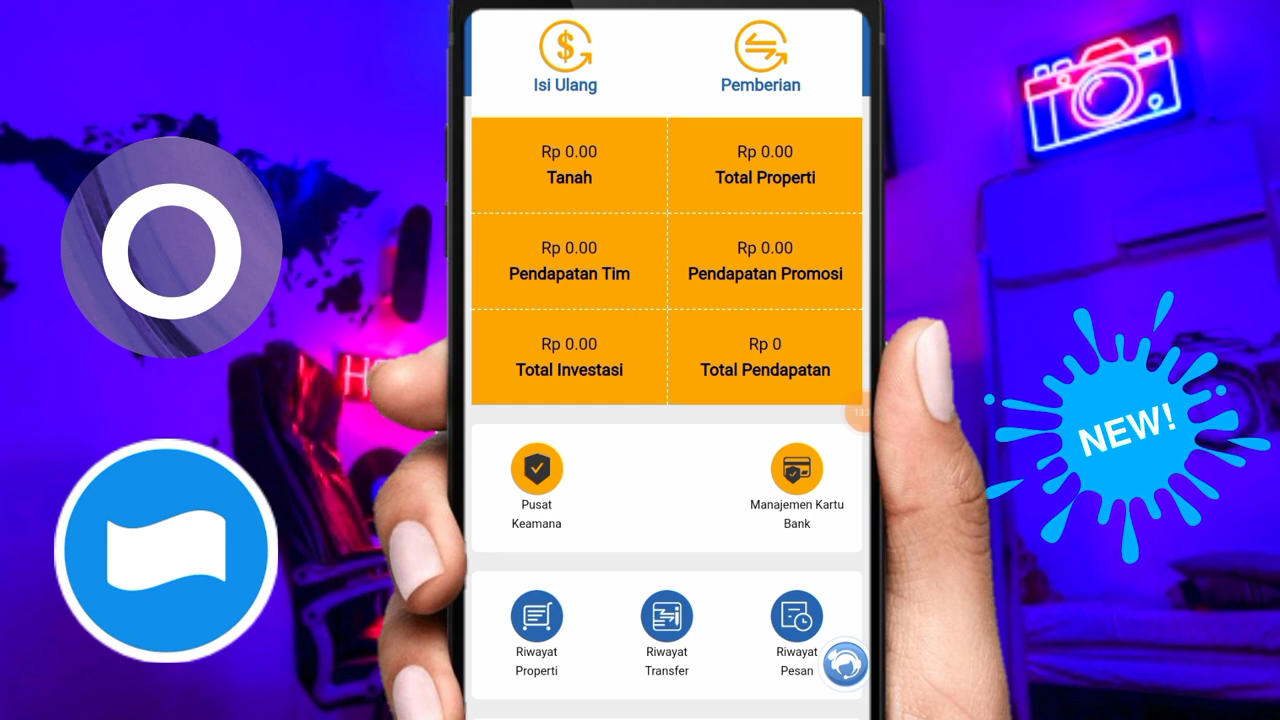 Isi Ulang
Pemberian
Rp 0.00
Tanah
Rp 0.00
Total Properti
Rp 0.00
Pendapatan Tim
Rp 0.00
Pendapatan Promosi
Rp 0.00
Total Investasi
Rp 0
Total Pendapatan
Pusat
Keamana
Manajemen Kartu
Bank
Riwayat
Properti
Riwayat
Transfer
Riwayat
Pesan
NEW!